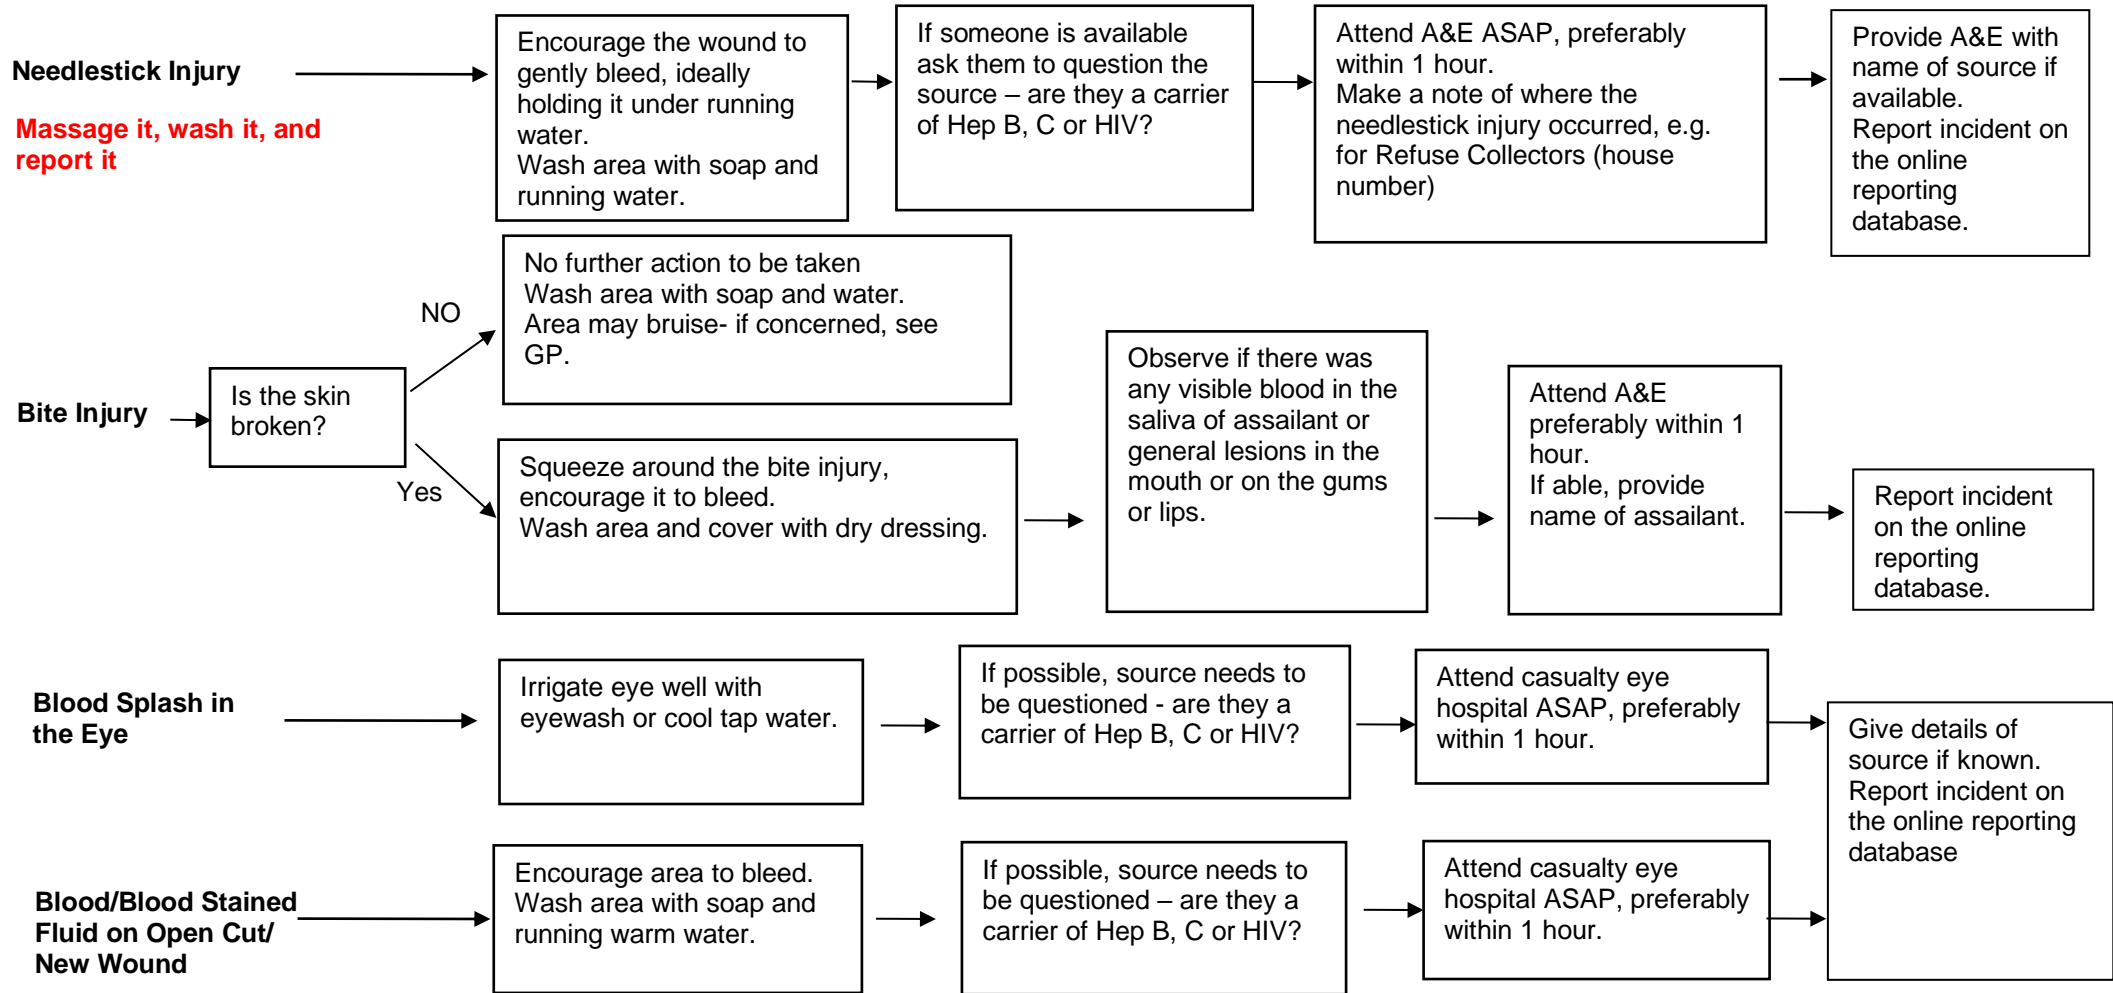 Needlestick Injury
Massage it, wash it, and
report it
Encourage the wound to
gently bleed, ideally
holding it under running
water.
Wash area with soap and
running water.
If someone is available
ask them to question the
source – are they a carrier
of Hep B, C or HIV?
Attend A&E ASAP, preferably
within 1 hour.
Make a note of where the
needlestick injury occurred, e.g.
for Refuse Collectors (house
number)
Provide A&E with
name of source if
available.
Report incident on
the online
reporting
database.
Bite Injury
Is the skin
broken?
NO
No further action to be taken
Wash area with soap and water.
Area may bruise- if concerned, see
GP.
Yes
Squeeze around the bite injury,
encourage it to bleed.
Wash area and cover with dry dressing.
Observe if there was
any visible blood in the
saliva of assailant or
general lesions in the
mouth or on the gums
or lips.
Attend A&E
preferably within 1
hour.
If able, provide
name of assailant.
Report incident
on the online
reporting
database.
Blood Splash in
the Eye
Irrigate eye well with
eyewash or cool tap water.
If possible, source needs to
be questioned - are they a
carrier of Hep B, C or HIV?
Attend casualty eye
hospital ASAP, preferably
within 1 hour.
Give details of
source if known.
Report incident on
the online reporting
database
Blood/Blood Stained
Fluid on Open Cut/
New Wound
Encourage area to bleed.
Wash area with soap and
running warm water.
If possible, source needs to
be questioned – are they a
carrier of Hep B, C or HIV?
Attend casualty eye
hospital ASAP, preferably
within 1 hour.